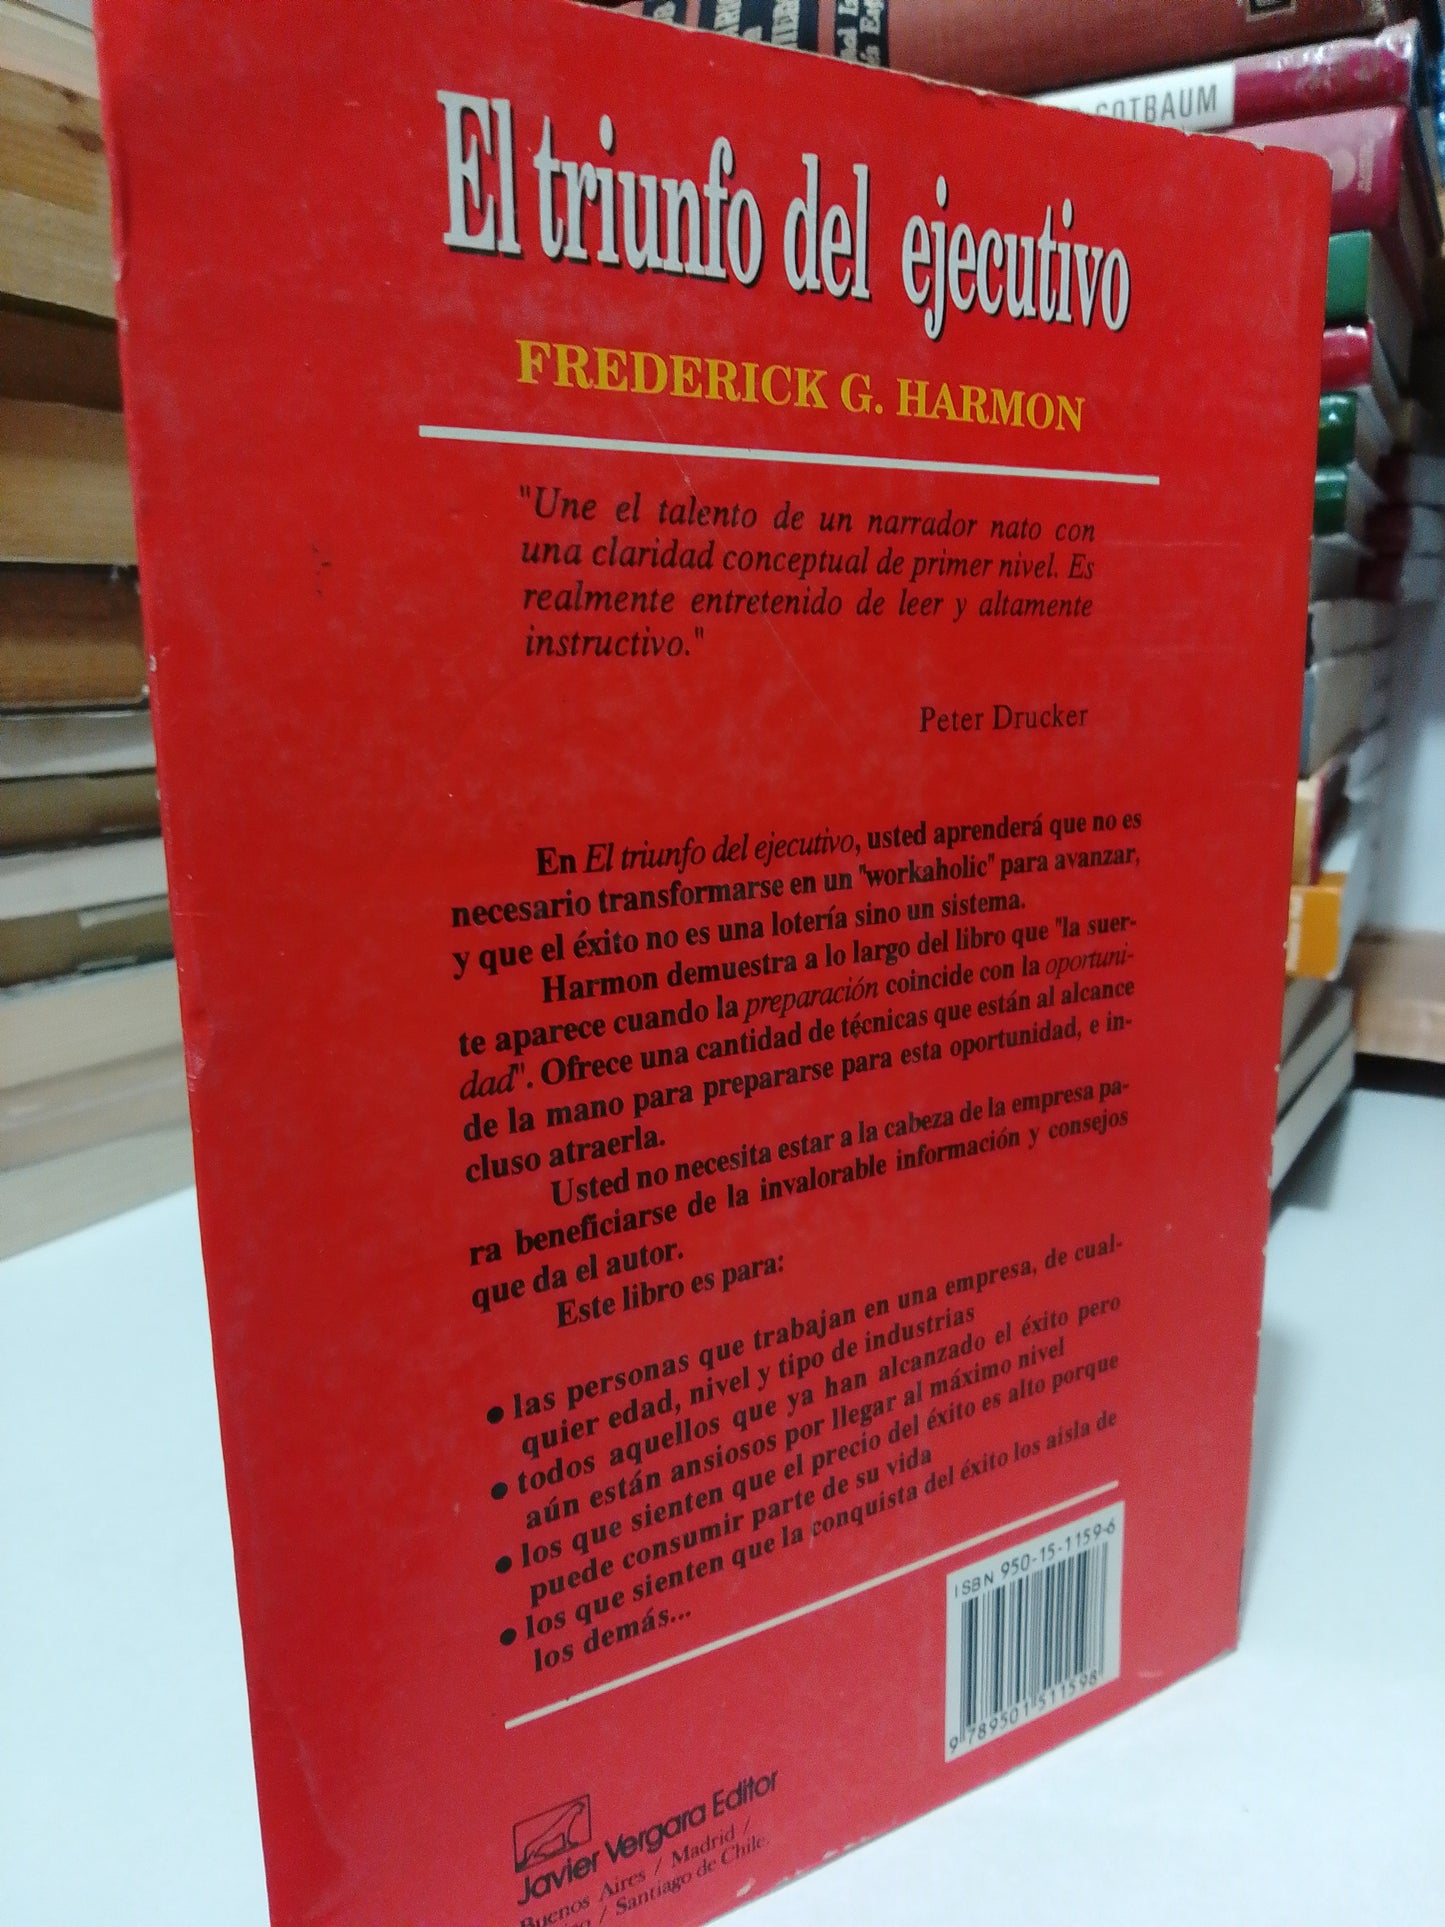 GOTBAUM
El triunfo del ejecutivo
FREDERICK G. HARMON
"Une el talento de un narrador nato con
una claridad conceptual de primer nivel. Es
realmente entretenido de leer y altamente
instructivo."
Peter Drucker
En El triunfo del ejecutivo, usted aprenderá que no es
necesario transformarse en un "workaholic" para avanzar,
y que el éxito no es una lotería sino un sistema.
Harmon demuestra a lo largo del libro que "la suer-
te aparece cuando la preparación coincide con la oportuni-
dad". Ofrece una cantidad de técnicas que están al alcance
de la mano para prepararse para esta oportunidad, e in-
cluso atraerla.
Usted no necesita estar a la cabeza de la empresa pa-
ra beneficiarse de la invalorable información y consejos
que da el autor.
Este libro es para:
● las personas que trabajan en una empresa, de cual-
quier edad, nivel y tipo de industrias
● todos aquellos que ya han alcanzado el éxito pero
aún están ansiosos por llegar al máximo nivel
● los que sienten que el precio del éxito es alto porque
puede consumir parte de su vida
● los que sienten que la conquista del éxito los aísla de
los demás...
ISBN 950-15-1159-6
9 789501 511598
Javier Vergara Editor
Buenos Aires / Madrid /
/ Santiago de Chile.